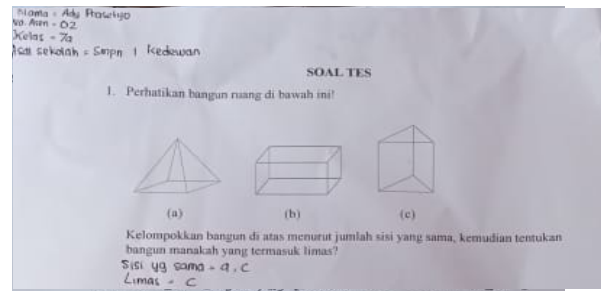 Nama = Ady Prasetyo
No. Asen = 02
Kelas = 7a
Asal sekolah = Smpn 1 Kedewan
SOAL TES
1. Perhatikan bangun ruang di bawah ini!
(a) (b) (c)
Kelompokkan bangun di atas menurut jumlah sisi yang sama, kemudian tentukan
bangun manakah yang termasuk limas?
Sisi yg sama = a, c
Limas = C